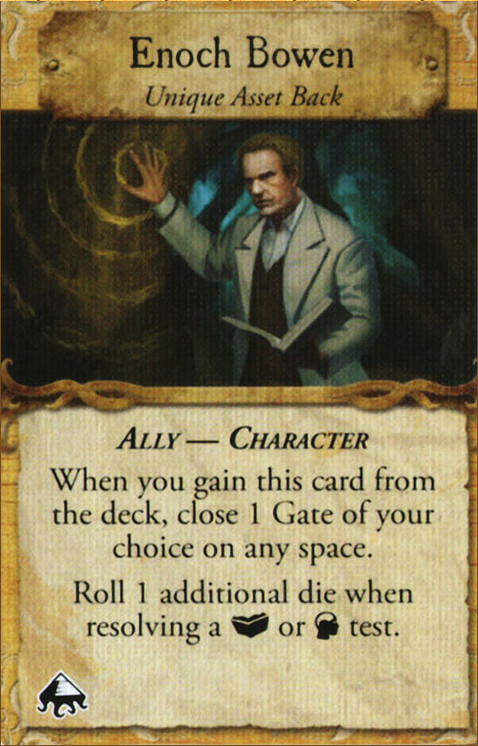 Enoch Bowen
Unique Asset Back
Ally — Character
When you gain this card from
the deck, close 1 Gate of your
choice on any space.
Roll 1 additional die when
resolving a or test.